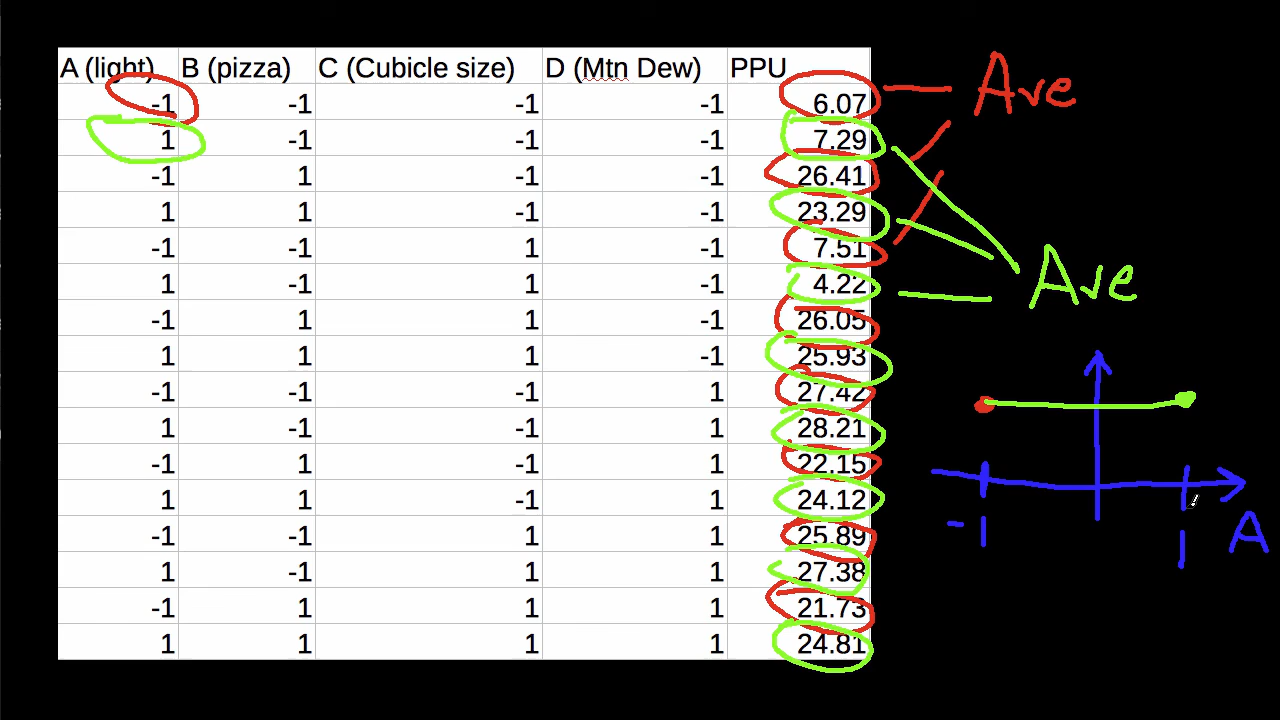 A (light) B (pizza) C (Cubicle size) D (Mtn Dew) PPU
-1 -1 -1 -1 6.07
1 -1 -1 -1 7.29
-1 1 -1 -1 26.41
1 1 -1 -1 23.29
-1 -1 1 -1 7.51
1 -1 1 -1 4.22
-1 1 1 -1 26.05
1 1 1 -1 25.93
-1 -1 -1 1 27.42
1 -1 -1 1 28.21
-1 1 -1 1 22.15
1 1 -1 1 24.12
-1 -1 1 1 25.89
1 -1 1 1 27.38
-1 1 1 1 21.73
1 1 1 1 24.81
Ave
Ave
-1 1 A